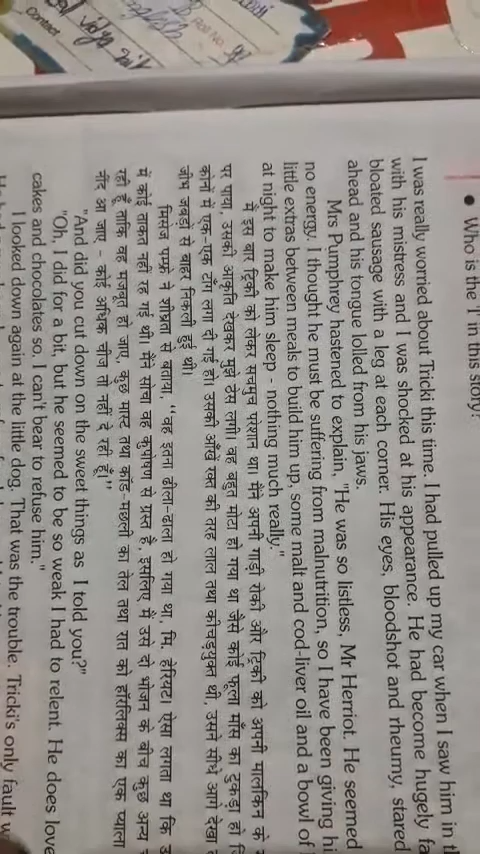 Contact
Roll No.
• Who is the 'I' in this story?
I was really worried about Tricki this time. I had pulled up my car when I saw him in
with his mistress and I was shocked at his appearance. He had become hugely
bloated sausage with a leg at each corner. His eyes, bloodshot and rheumy, stared
ahead and his tongue lolled from his jaws.
Mrs Pumphrey hastened to explain, "He was so listless, Mr Herriot. He seemed
no energy. I thought he must be suffering from malnutrition, so I have been giving
little extras between meals to build him up, some malt and cod-liver oil and a bowl of
at night to make him sleep - nothing much really."
मैं इस बार ट्रिकी को लेकर सचमुच परेशान था। मैंने अपनी गाड़ी रोकी और ट्रिकी को अपनी मालकिन के
पर पाया, उसकी आकृति देखकर मुझे ठेस लगी। वह बहुत मोटा हो गया था जैसे कोई फूला माँस का टुकड़ा हो
कोनों में एक-एक टाँग लगा दी गई हो। उसकी आँखें रक्त की तरह लाल तथा कीचड़युक्त थी, उसने सीधे आगे देखा
जीभ जबड़ों से बाहर निकली हुई थी।
मिसेज पम्फ्रे ने शीघ्रता से बताया, "वह इतना ढीला-ढाला हो गया था, मि. हेरियट। ऐसा लगता था कि
में कोई ताकत नहीं रह गई थी। मैंने सोचा वह कुपोषण से ग्रस्त है, इसलिए मैं उसे दो भोजन के बीच कुछ अन्य
रही हूँ ताकि वह मजबूत हो जाए, कुछ माल्ट तथा कॉड-मछली का तेल तथा रात को हॉरलिक्स का एक प्याला
नींद आ जाए - कोई अधिक चीज तो नहीं दे रही हूँ।"
"And did you cut down on the sweet things as I told you?"
"Oh, I did for a bit, but he seemed to be so weak I had to relent. He does love
cakes and chocolates so. I can't bear to refuse him."
I looked down again at the little dog. That was the trouble. Tricki's only fault